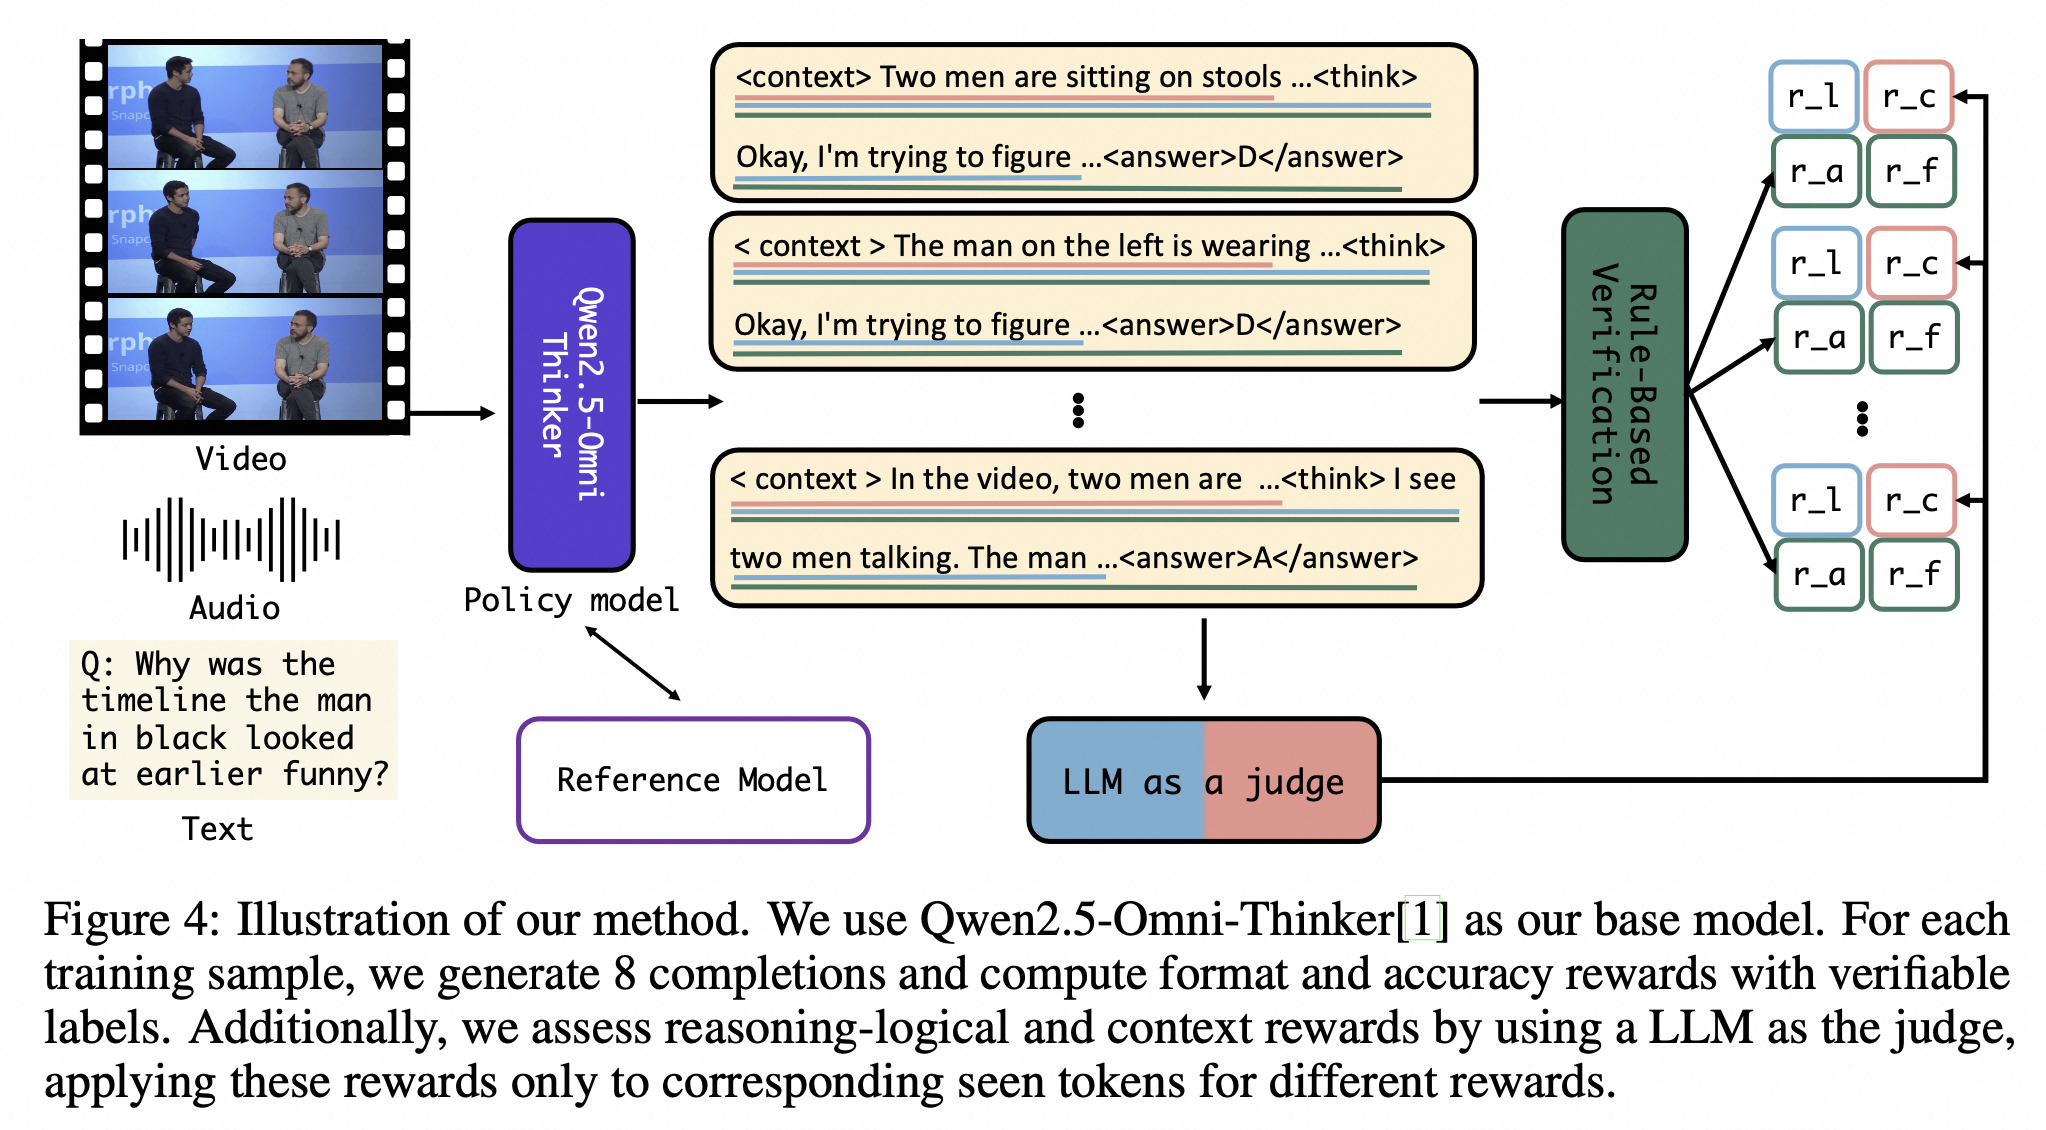 rph
Snapc
rph
Snapc
rph
Snapc
Video
Audio
Q: Why was the
timeline the man
in black looked
at earlier funny?
Text
Qwen2.5-Omni
Thinker
Policy model
Reference Model
<context> Two men are sitting on stools ...<think>
Okay, I'm trying to figure ...<answer>D</answer>
< context > The man on the left is wearing ...<think>
Okay, I'm trying to figure ...<answer>D</answer>
< context > In the video, two men are ...<think> I see
two men talking. The man ...<answer>A</answer>
LLM as a judge
Rule-Based
Verification
r_l r_c
r_a r_f
r_l r_c
r_a r_f
r_l r_c
r_a r_f
Figure 4: Illustration of our method. We use Qwen2.5-Omni-Thinker[1] as our base model. For each
training sample, we generate 8 completions and compute format and accuracy rewards with verifiable
labels. Additionally, we assess reasoning-logical and context rewards by using a LLM as the judge,
applying these rewards only to corresponding seen tokens for different rewards.